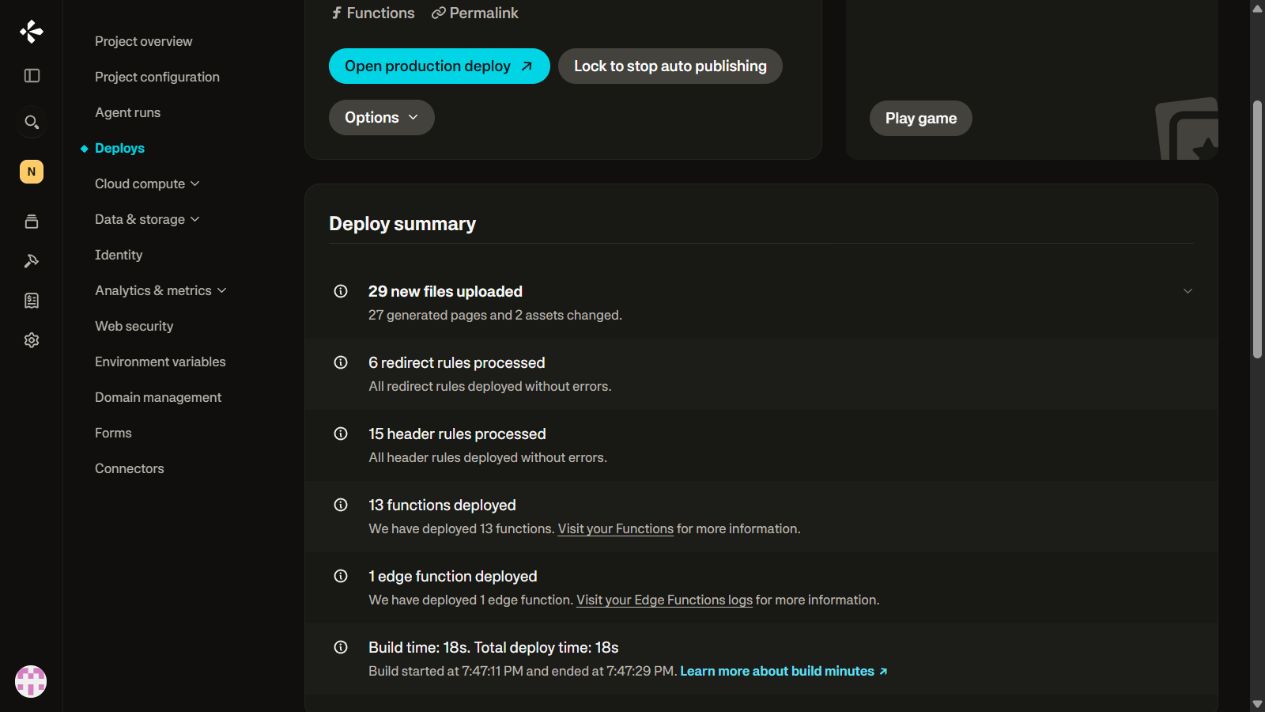 Functions
Permalink
Open production deploy
Lock to stop auto publishing
Options
Play game
N
Project overview
Project configuration
Agent runs
Deploys
Cloud compute
Data & storage
Identity
Analytics & metrics
Web security
Environment variables
Domain management
Forms
Connectors
Deploy summary
29 new files uploaded
27 generated pages and 2 assets changed.
6 redirect rules processed
All redirect rules deployed without errors.
15 header rules processed
All header rules deployed without errors.
13 functions deployed
We have deployed 13 functions. Visit your Functions for more information.
1 edge function deployed
We have deployed 1 edge function. Visit your Edge Functions logs for more information.
Build time: 18s. Total deploy time: 18s
Build started at 7:47:11 PM and ended at 7:47:29 PM. Learn more about build minutes